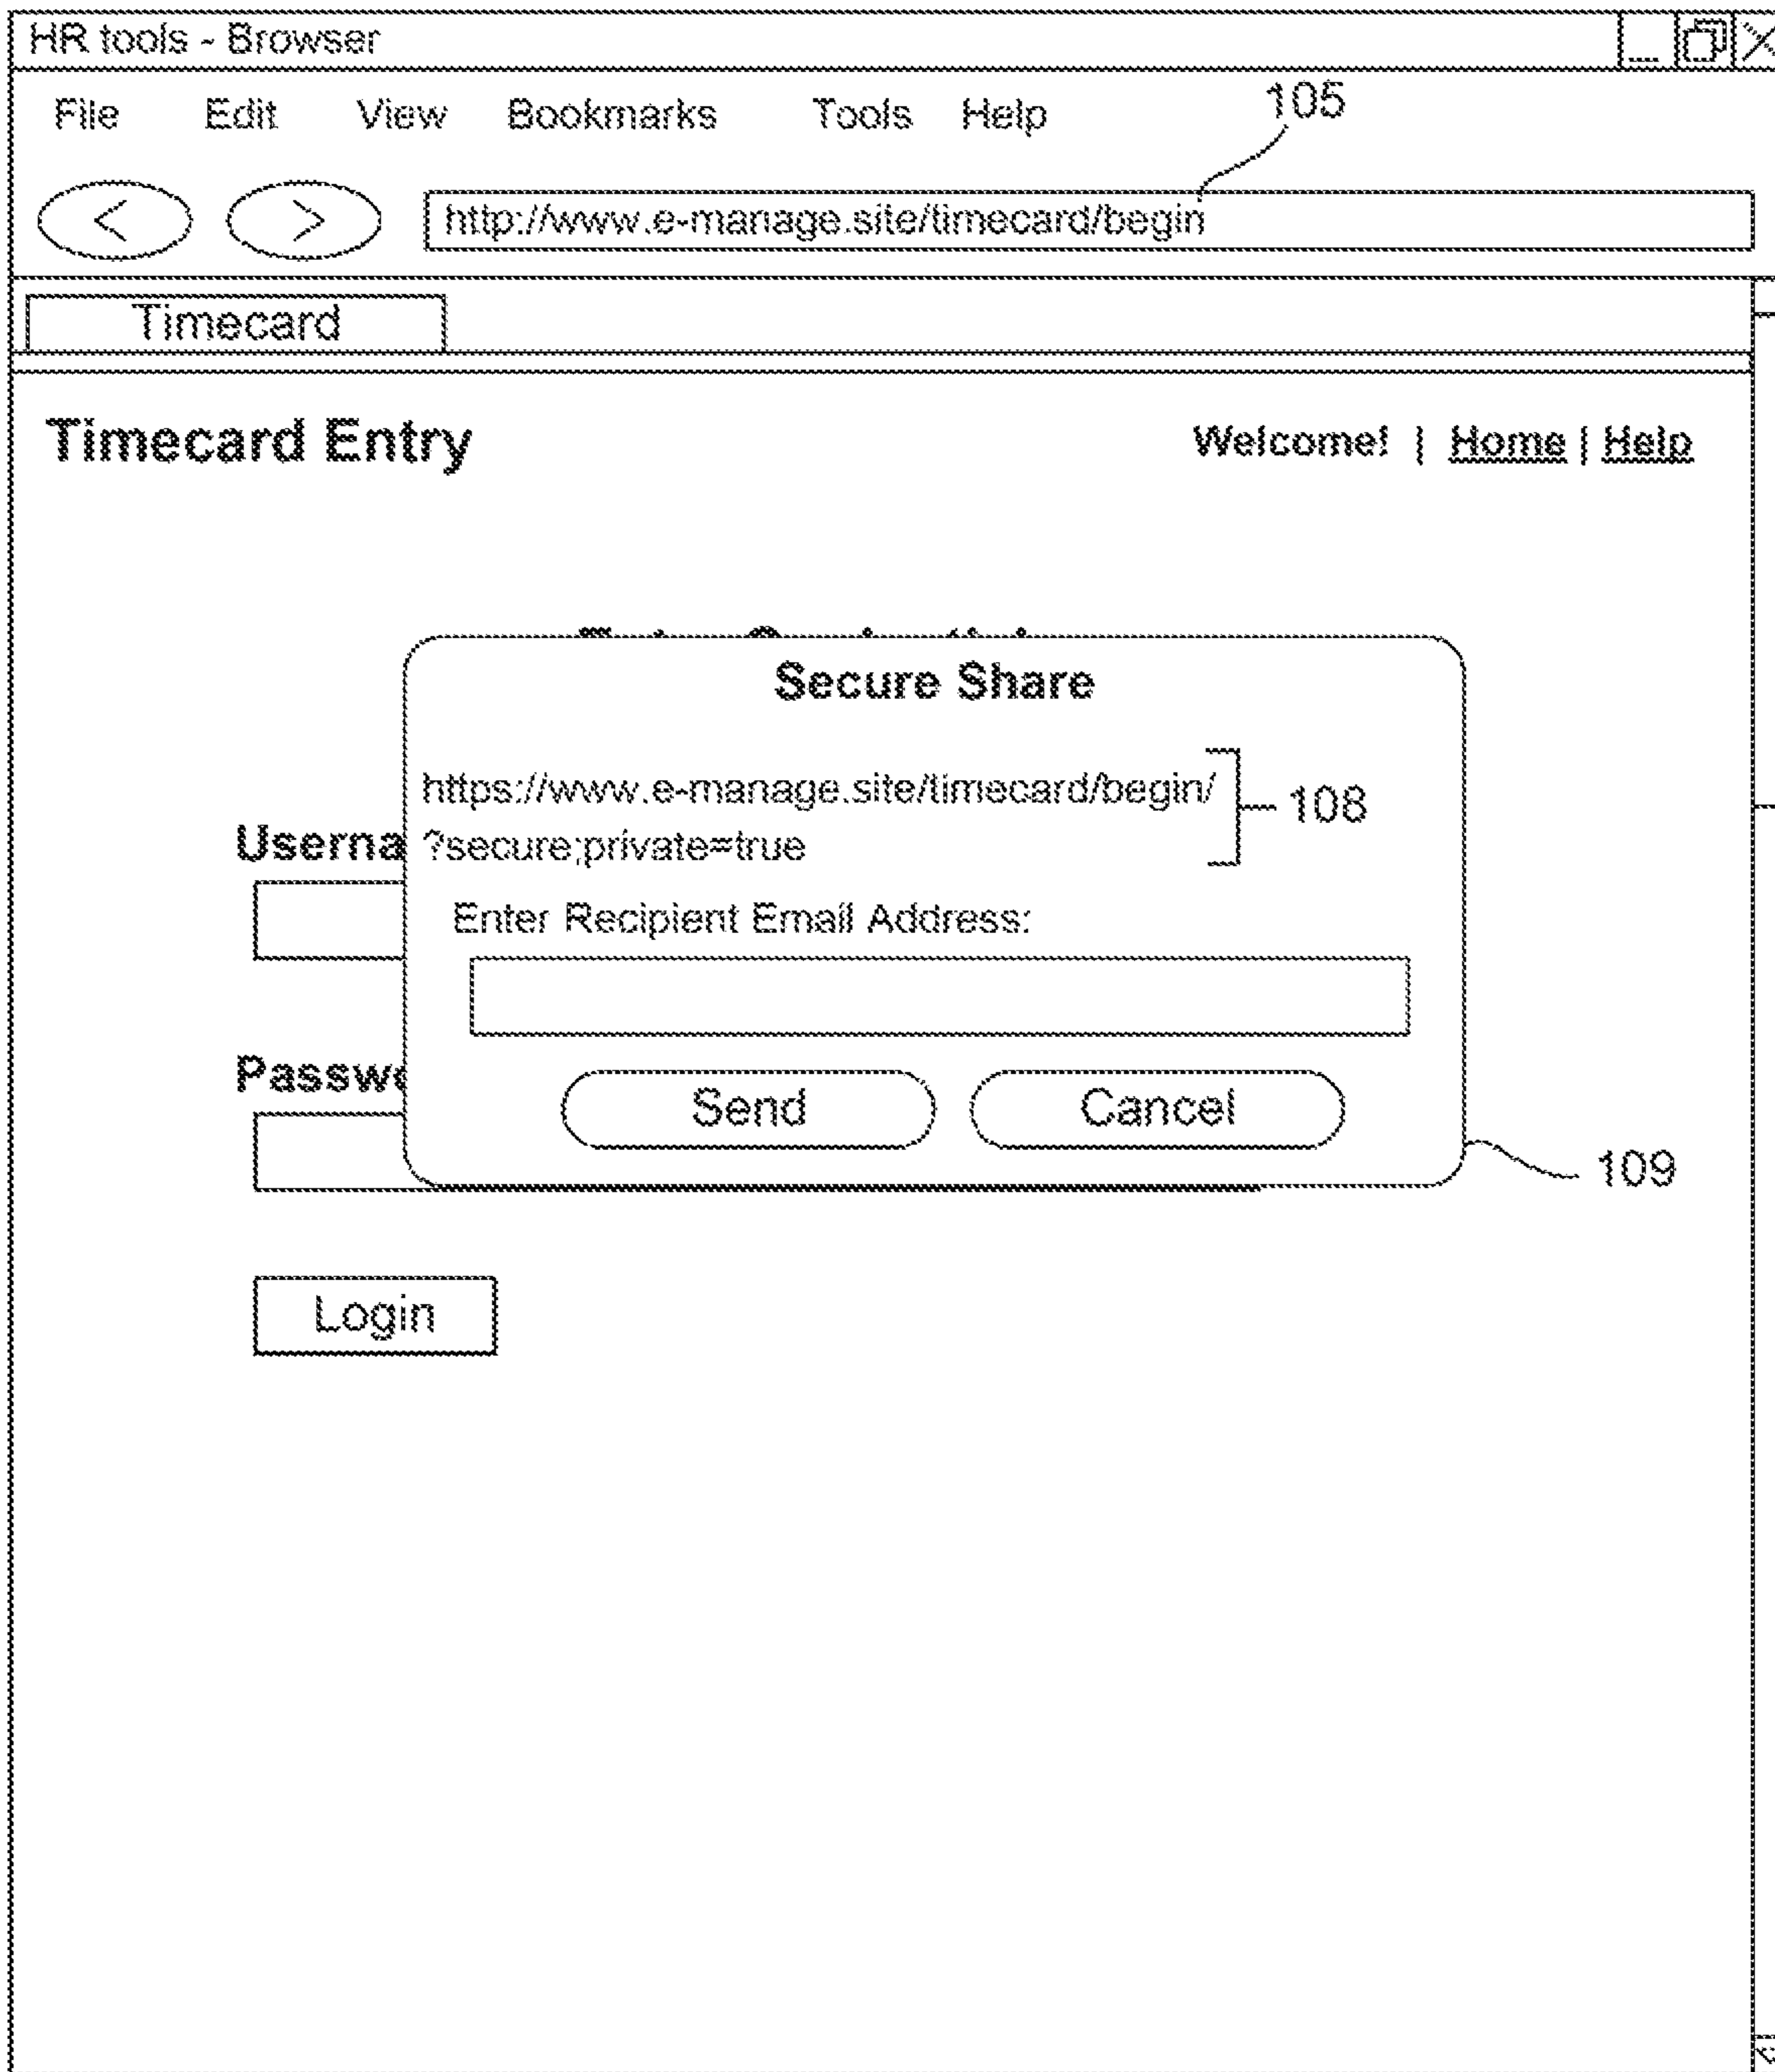 HR tools - Browser
File Edit View Bookmarks Tools Help
105
< >
http://www.e-manage.site/timecard/begin
Timecard
Timecard Entry
Welcome! | Home | Help
Secure Share
https://www.e-manage.site/timecard/begin/
?secure;private=true
108
Userna
Enter Recipient Email Address:
Passw
Send
Cancel
109
Login